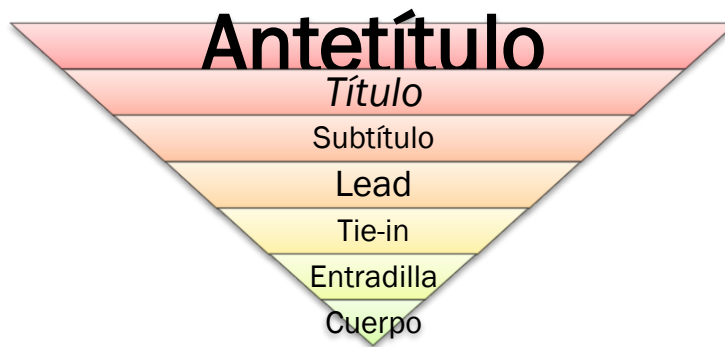 Antetítulo
Título
Subtítulo
Lead
Tie-in
Entradilla
Cuerpo